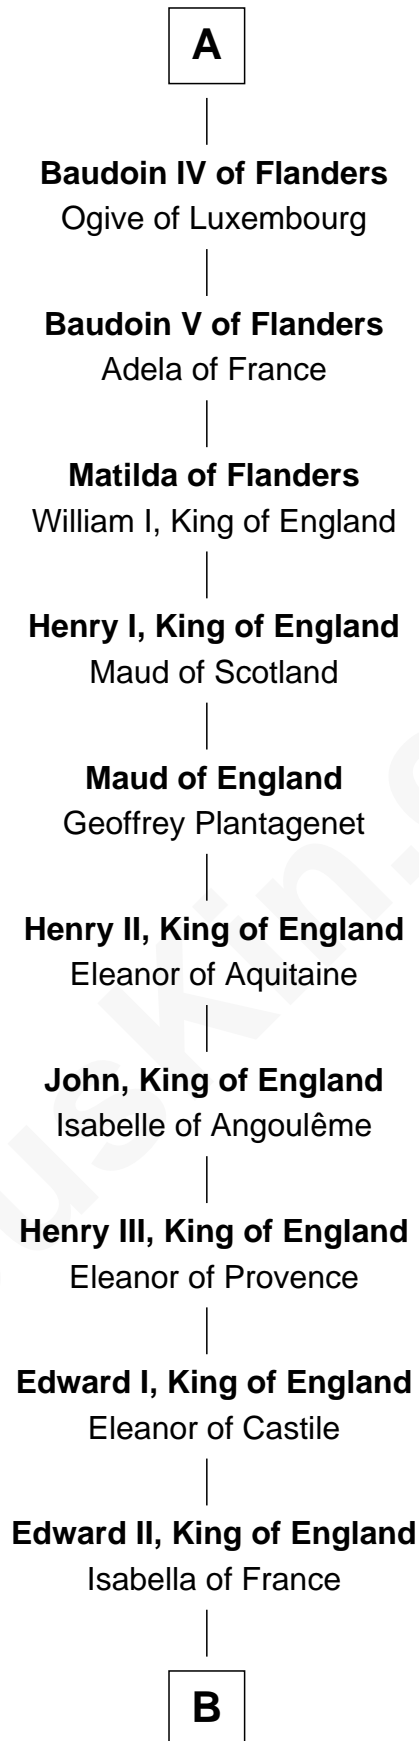 A
Baudoin IV of Flanders
Ogive of Luxembourg
Baudoin V of Flanders
Adela of France
Matilda of Flanders
William I, King of England
Henry I, King of England
Maud of Scotland
Maud of England
Geoffrey Plantagenet
Henry II, King of England
Eleanor of Aquitaine
John, King of England
Isabelle of Angoulême
Henry III, King of England
Eleanor of Provence
Edward I, King of England
Eleanor of Castile
Edward II, King of England
Isabella of France
B